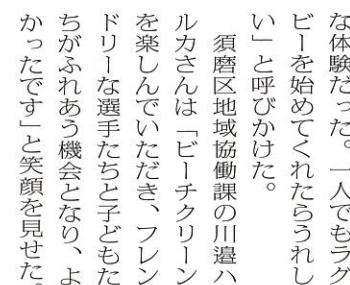 な体験だった。一人でもラグ
ビーを始めてくれたらうれし
い」と呼びかけた。
　須磨区地域協働課の川邉ハ
ルカさんは「ビーチクリーン
を楽しんでいただき、フレン
ドリーな選手たちと子どもた
ちがふれあう機会となり、よ
かったです」と笑顔を見せた。